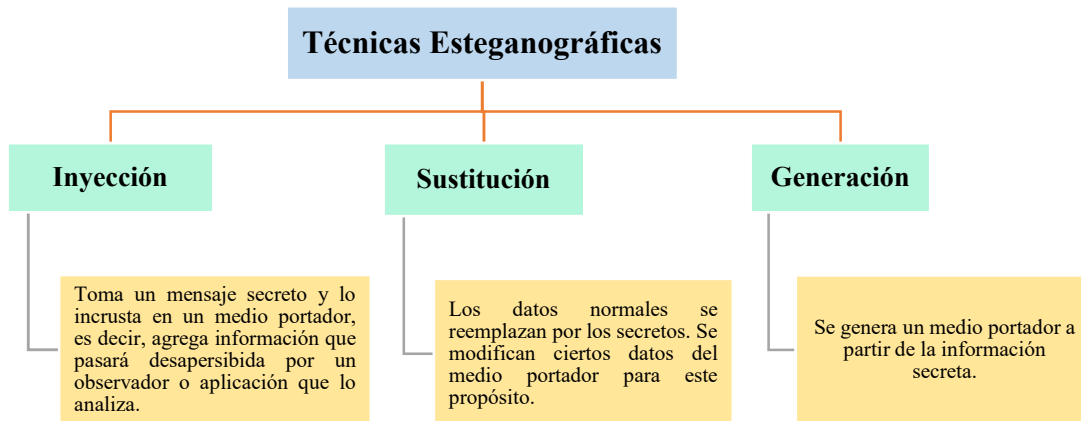 Técnicas Esteganográficas
Inyección
Sustitución
Generación
Toma un mensaje secreto y lo
incrusta en un medio portador,
es decir, agrega información que
pasará desapersibida por un
observador o aplicación que lo
analiza.
Los datos normales se
reemplazan por los secretos. Se
modifican ciertos datos del
medio portador para este
propósito.
Se genera un medio portador a
partir de la información
secreta.